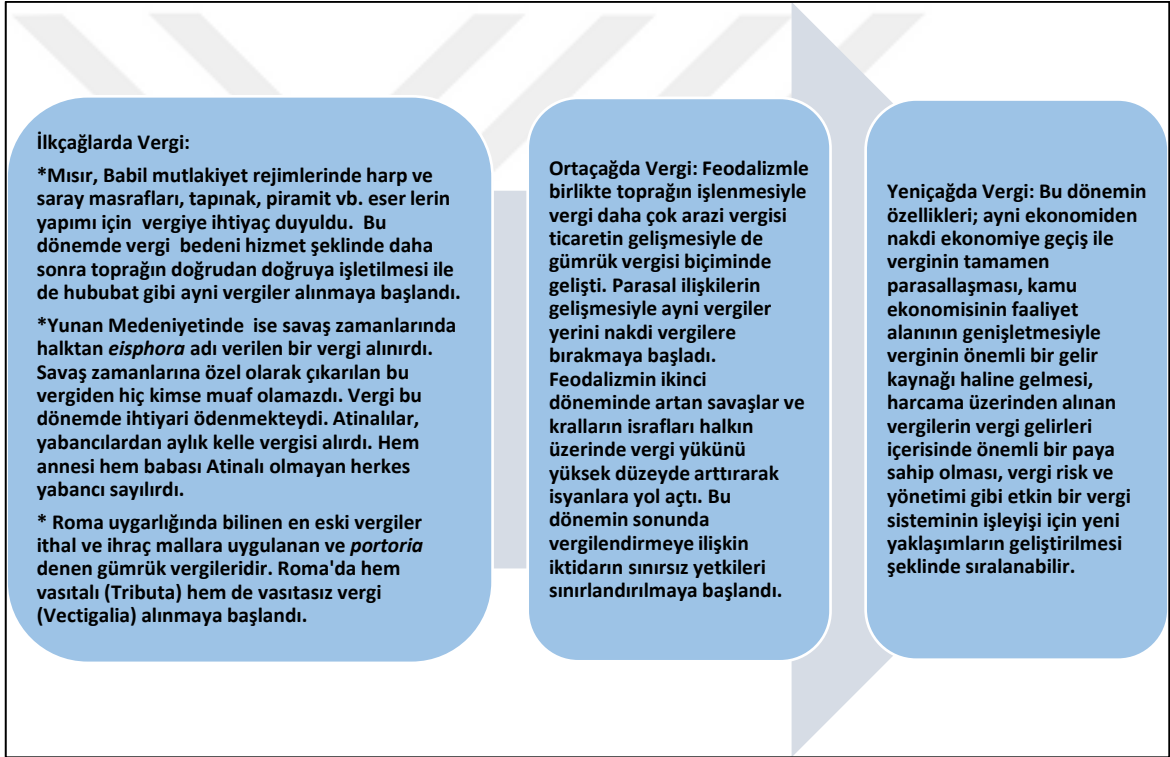 İlkçağlarda Vergi:
*Mısır, Babil mutlakiyet rejimlerinde harp ve
saray masrafları, tapınak, piramit vb. eser lerin
yapımı için vergiye ihtiyaç duyuldu. Bu
dönemde vergi bedeni hizmet şeklinde daha
sonra toprağın doğrudan doğruya işletilmesi ile
de hububat gibi ayni vergiler alınmaya başlandı.
*Yunan Medeniyetinde ise savaş zamanlarında
halktan eisphora adı verilen bir vergi alınırdı.
Savaş zamanlarına özel olarak çıkarılan bu
vergiden hiç kimse muaf olamazdı. Vergi bu
dönemde ihtiyari ödenmekteydi. Atinalılar,
yabancılardan aylık kelle vergisi alırdı. Hem
annesi hem babası Atinalı olmayan herkes
yabancı sayılırdı.
* Roma uygarlığında bilinen en eski vergiler
ithal ve ihraç mallara uygulanan ve portoria
denen gümrük vergileridir. Roma'da hem
vasıtalı (Tributa) hem de vasıtasız vergi
(Vectigalia) alınmaya başlandı.
Ortaçağda Vergi: Feodalizmle
birlikte toprağın işlenmesiyle
vergi daha çok arazi vergisi
ticaretin gelişmesiyle de
gümrük vergisi biçiminde
gelişti. Parasal ilişkilerin
gelişmesiyle ayni vergiler
yerini nakdi vergilere
bırakmaya başladı.
Feodalizmin ikinci
döneminde artan savaşlar ve
kralların israfları halkın
üzerinde vergi yükünü
yüksek düzeyde arttırarak
isyanlara yol açtı. Bu
dönemin sonunda
vergilendirmeye ilişkin
iktidarın sınırsız yetkileri
sınırlandırılmaya başlandı.
Yeniçağda Vergi: Bu dönemin
özellikleri; ayni ekonomiden
nakdi ekonomiye geçiş ile
verginin tamamen
parasallaşması, kamu
ekonomisinin faaliyet
alanının genişletmesiyle
verginin önemli bir gelir
kaynağı haline gelmesi,
harcama üzerinden alınan
vergilerin vergi gelirleri
içerisinde önemli bir paya
sahip olması, vergi risk ve
yönetimi gibi etkin bir vergi
sisteminin işleyişi için yeni
yaklaşımların geliştirilmesi
şeklinde sıralanabilir.